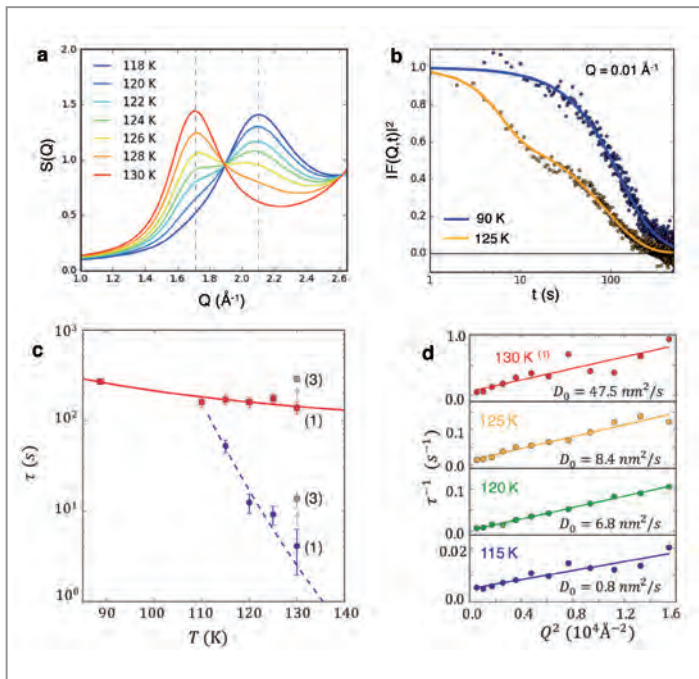 a
2.0
1.5
1.0
0.5
0.0
S(Q)
118 K
120 K
122 K
124 K
126 K
128 K
130 K
1.0 1.2 1.4 1.6 1.8 2.0 2.2 2.4 2.6
Q (Å⁻¹)
b
Q = 0.01 Å⁻¹
1.0
0.8
0.6
0.4
0.2
0.0
|F(Q,t)|²
90 K
125 K
1 10 100
t (s)
c
10³
10²
10¹
10⁰
τ (s)
(3)
(1)
(3)
(1)
90 100 110 120 130 140
T (K)
d
1.0
0.0
130 K ⁽¹⁾
D₀ = 47.5 nm²/s
0.1
0.0
125K
D₀ = 8.4 nm²/s
0.1
0.0
120 K
D₀ = 6.8 nm²/s
0.02
0.0
115K
D₀ = 0.8 nm²/s
τ⁻¹ (s⁻¹)
0.0 0.4 0.8 1.2 1.6
Q² (10⁴Å⁻²)